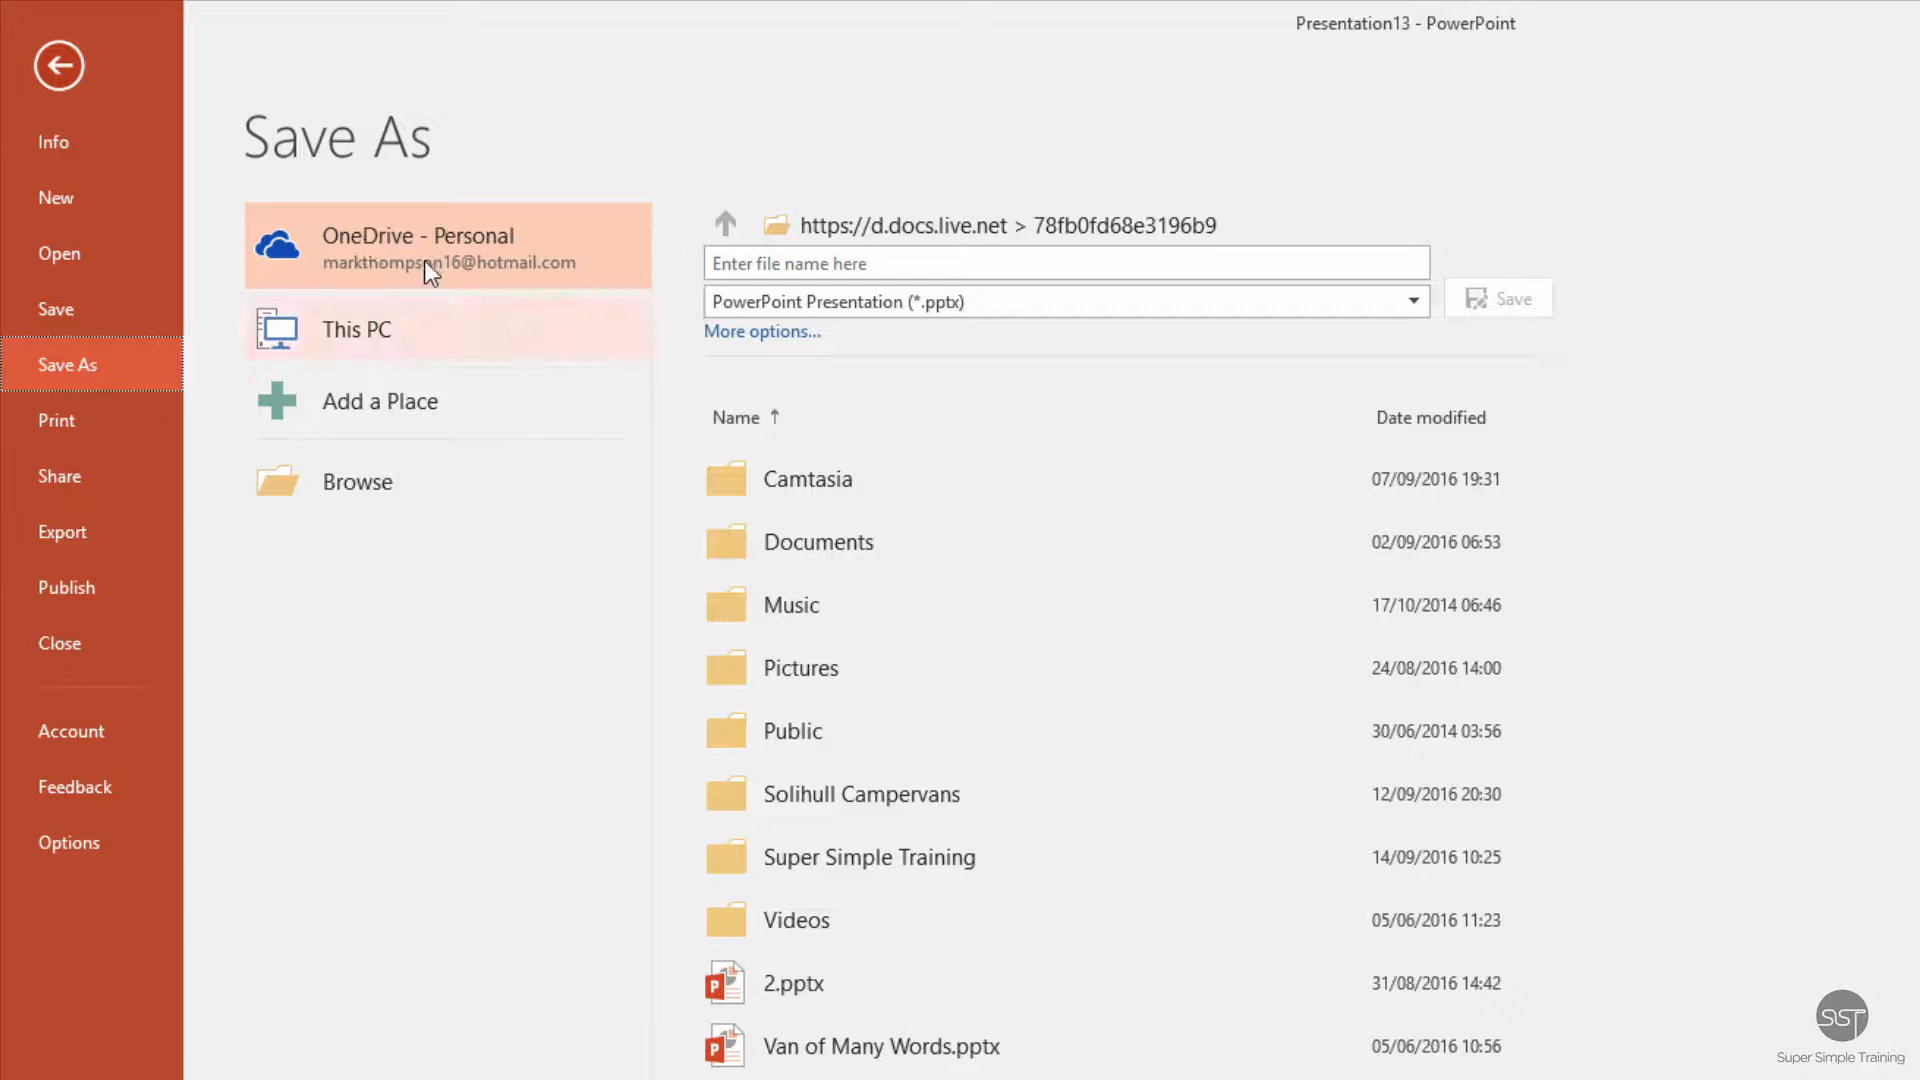 Presentation13 - PowerPoint
Info
New
Open
Save
Save As
Print
Share
Export
Publish
Close
Account
Feedback
Options
Save As
OneDrive - Personal
markthompson16@hotmail.com
This PC
Add a Place
Browse
https://d.docs.live.net > 78fb0fd68e3196b9
Enter file name here
PowerPoint Presentation (*.pptx)
Save
More options...
Name ↑ Date modified
Camtasia 07/09/2016 19:31
Documents 02/09/2016 06:53
Music 17/10/2014 06:46
Pictures 24/08/2016 14:00
Public 30/06/2014 03:56
Solihull Campervans 12/09/2016 20:30
Super Simple Training 14/09/2016 10:25
Videos 05/06/2016 11:23
2.pptx 31/08/2016 14:42
Van of Many Words.pptx 05/06/2016 10:56
SST
Super Simple Training